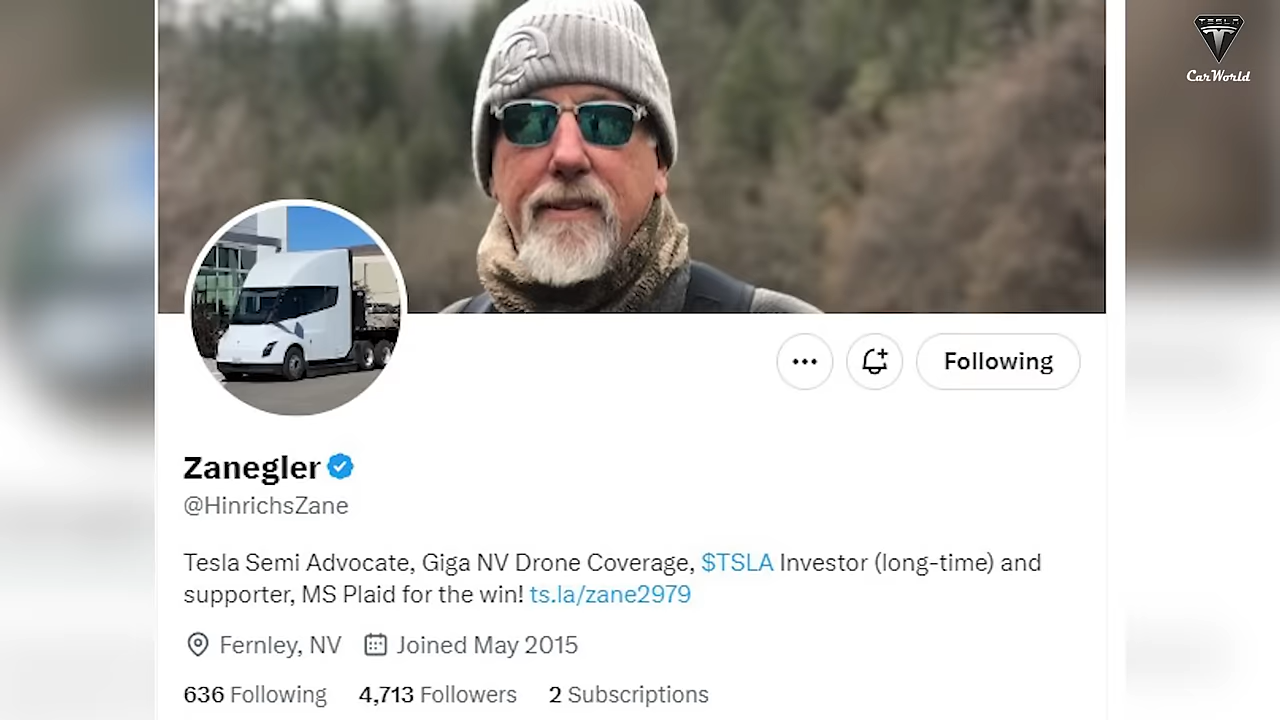 TESLA
CarWorld
Following
Zanegler
@HinrichsZane
Tesla Semi Advocate, Giga NV Drone Coverage, $TSLA Investor (long-time) and
supporter, MS Plaid for the win! ts.la/zane2979
Fernley, NV Joined May 2015
636 Following 4,713 Followers 2 Subscriptions